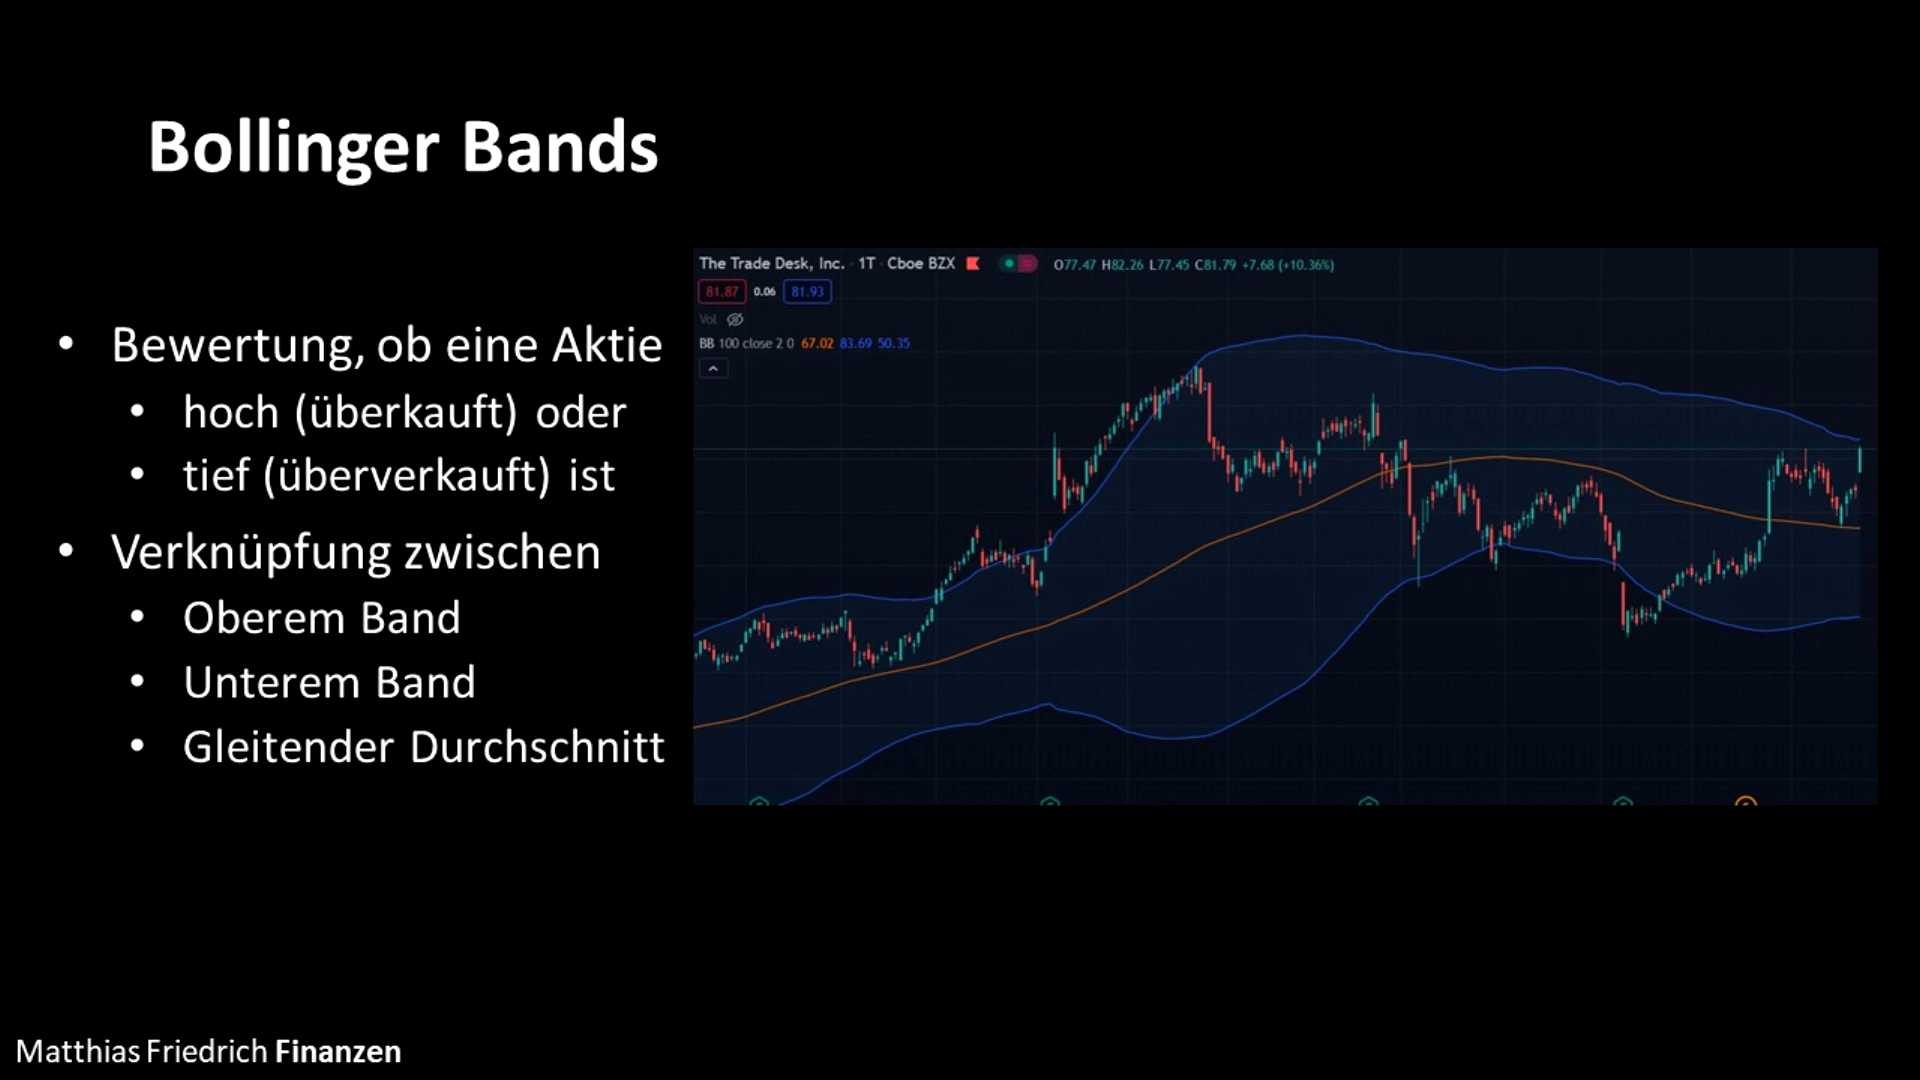 Bollinger Bands
• Bewertung, ob eine Aktie
• hoch (überkauft) oder
• tief (überverkauft) ist
• Verknüpfung zwischen
• Oberem Band
• Unterem Band
• Gleitender Durchschnitt
The Trade Desk, Inc. · 1T · Cboe BZX O77.47 H82.26 L77.45 C81.79 +7.68 (+10.36%)
81.87 0.06 81.93
Vol
BB 100 close 2 0 67.02 83.69 50.35
Matthias Friedrich Finanzen